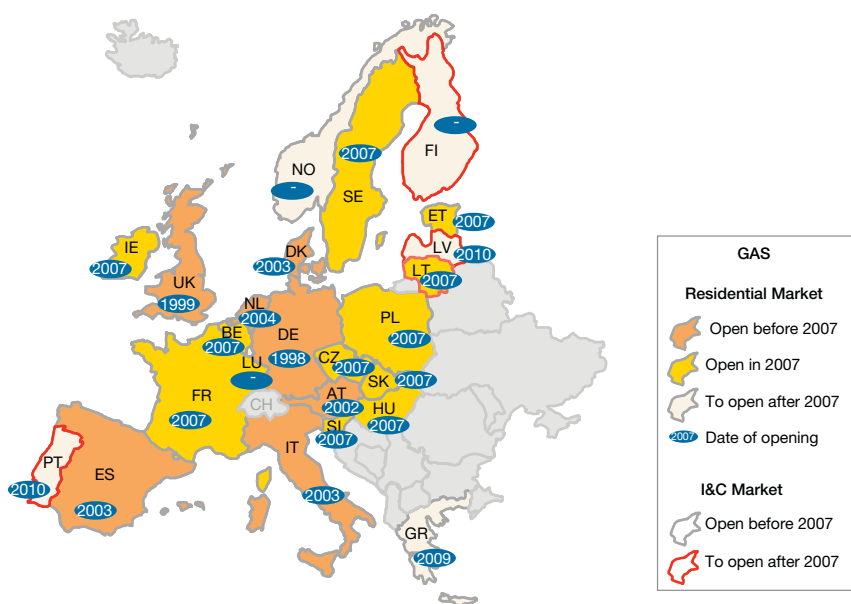 NO
-
2007
SE
-
FI
ET
2007
LV
2010
LT
2007
IE
2007
UK
1999
DK
2003
NL
2004
BE
2007
DE
1998
LU
-
PL
2007
CZ
2007
SK
2007
AT
2002
HU
2007
SI
2007
FR
2007
CH
IT
2003
PT
2010
ES
2003
GR
2009
GAS
Residential Market
Open before 2007
Open in 2007
To open after 2007
2007 Date of opening
I&C Market
Open before 2007
To open after 2007